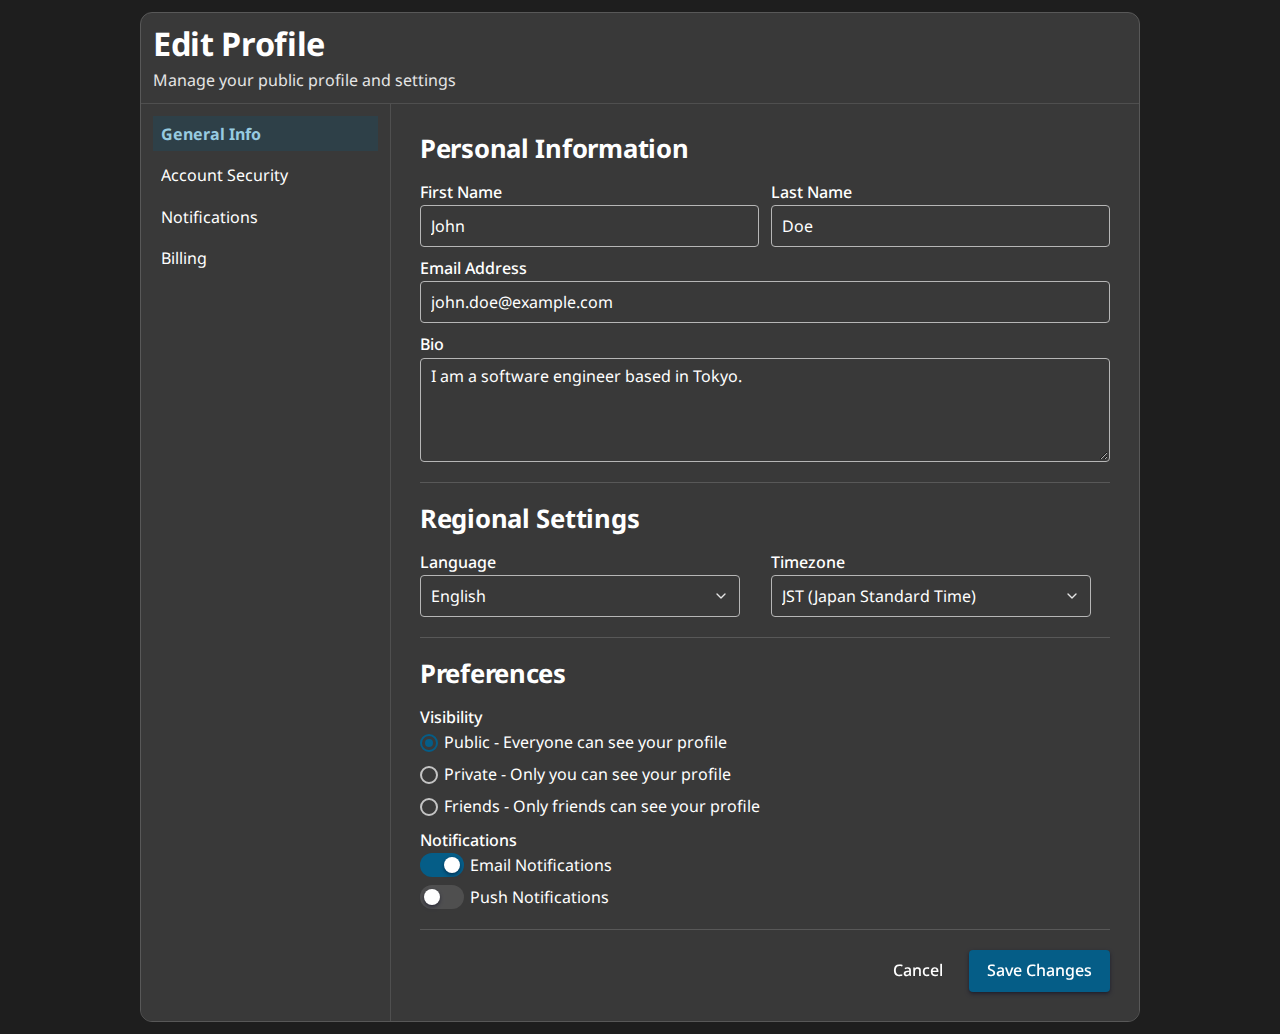 Edit Profile
Manage your public profile and settings
General Info
Account Security
Notifications
Billing
Personal Information
First Name
Last Name
John
Doe
Email Address
john.doe@example.com
Bio
I am a software engineer based in Tokyo.
Regional Settings
Language
Timezone
English
JST (Japan Standard Time)
Preferences
Visibility
Public - Everyone can see your profile
Private - Only you can see your profile
Friends - Only friends can see your profile
Notifications
Email Notifications
Push Notifications
Cancel
Save Changes